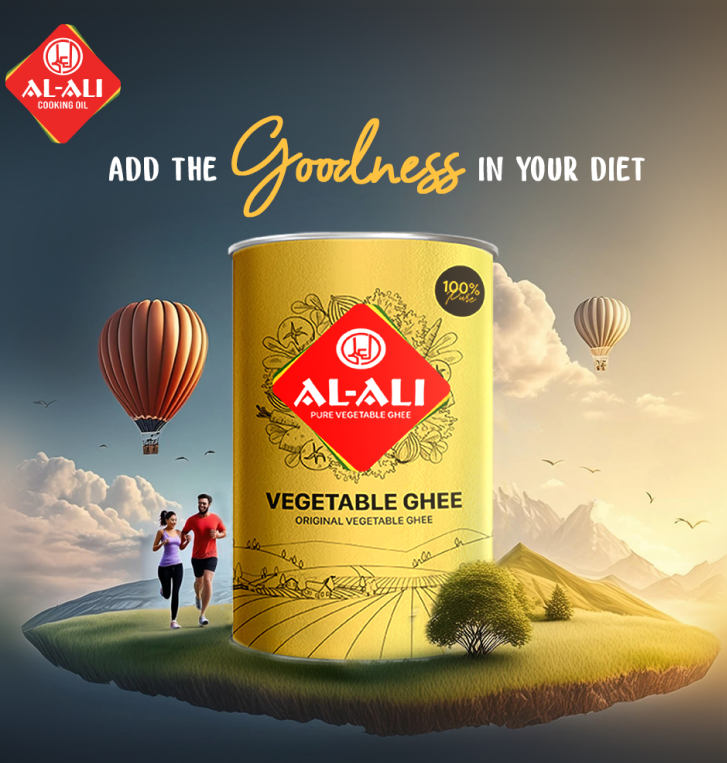 AL-ALI
COOKING OIL
ADD THE Goodness IN YOUR DIET
100%
Pure
AL-ALI
PURE VEGETABLE GHEE
VEGETABLE GHEE
ORIGINAL VEGETABLE GHEE